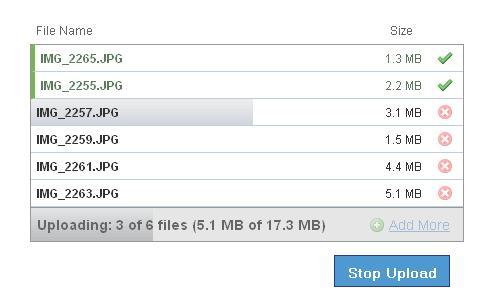 File Name Size
IMG_2265.JPG 1.3 MB
IMG_2255.JPG 2.2 MB
IMG_2257.JPG 3.1 MB
IMG_2259.JPG 1.5 MB
IMG_2261.JPG 4.4 MB
IMG_2263.JPG 5.1 MB
Uploading: 3 of 6 files (5.1 MB of 17.3 MB) Add More
Stop Upload